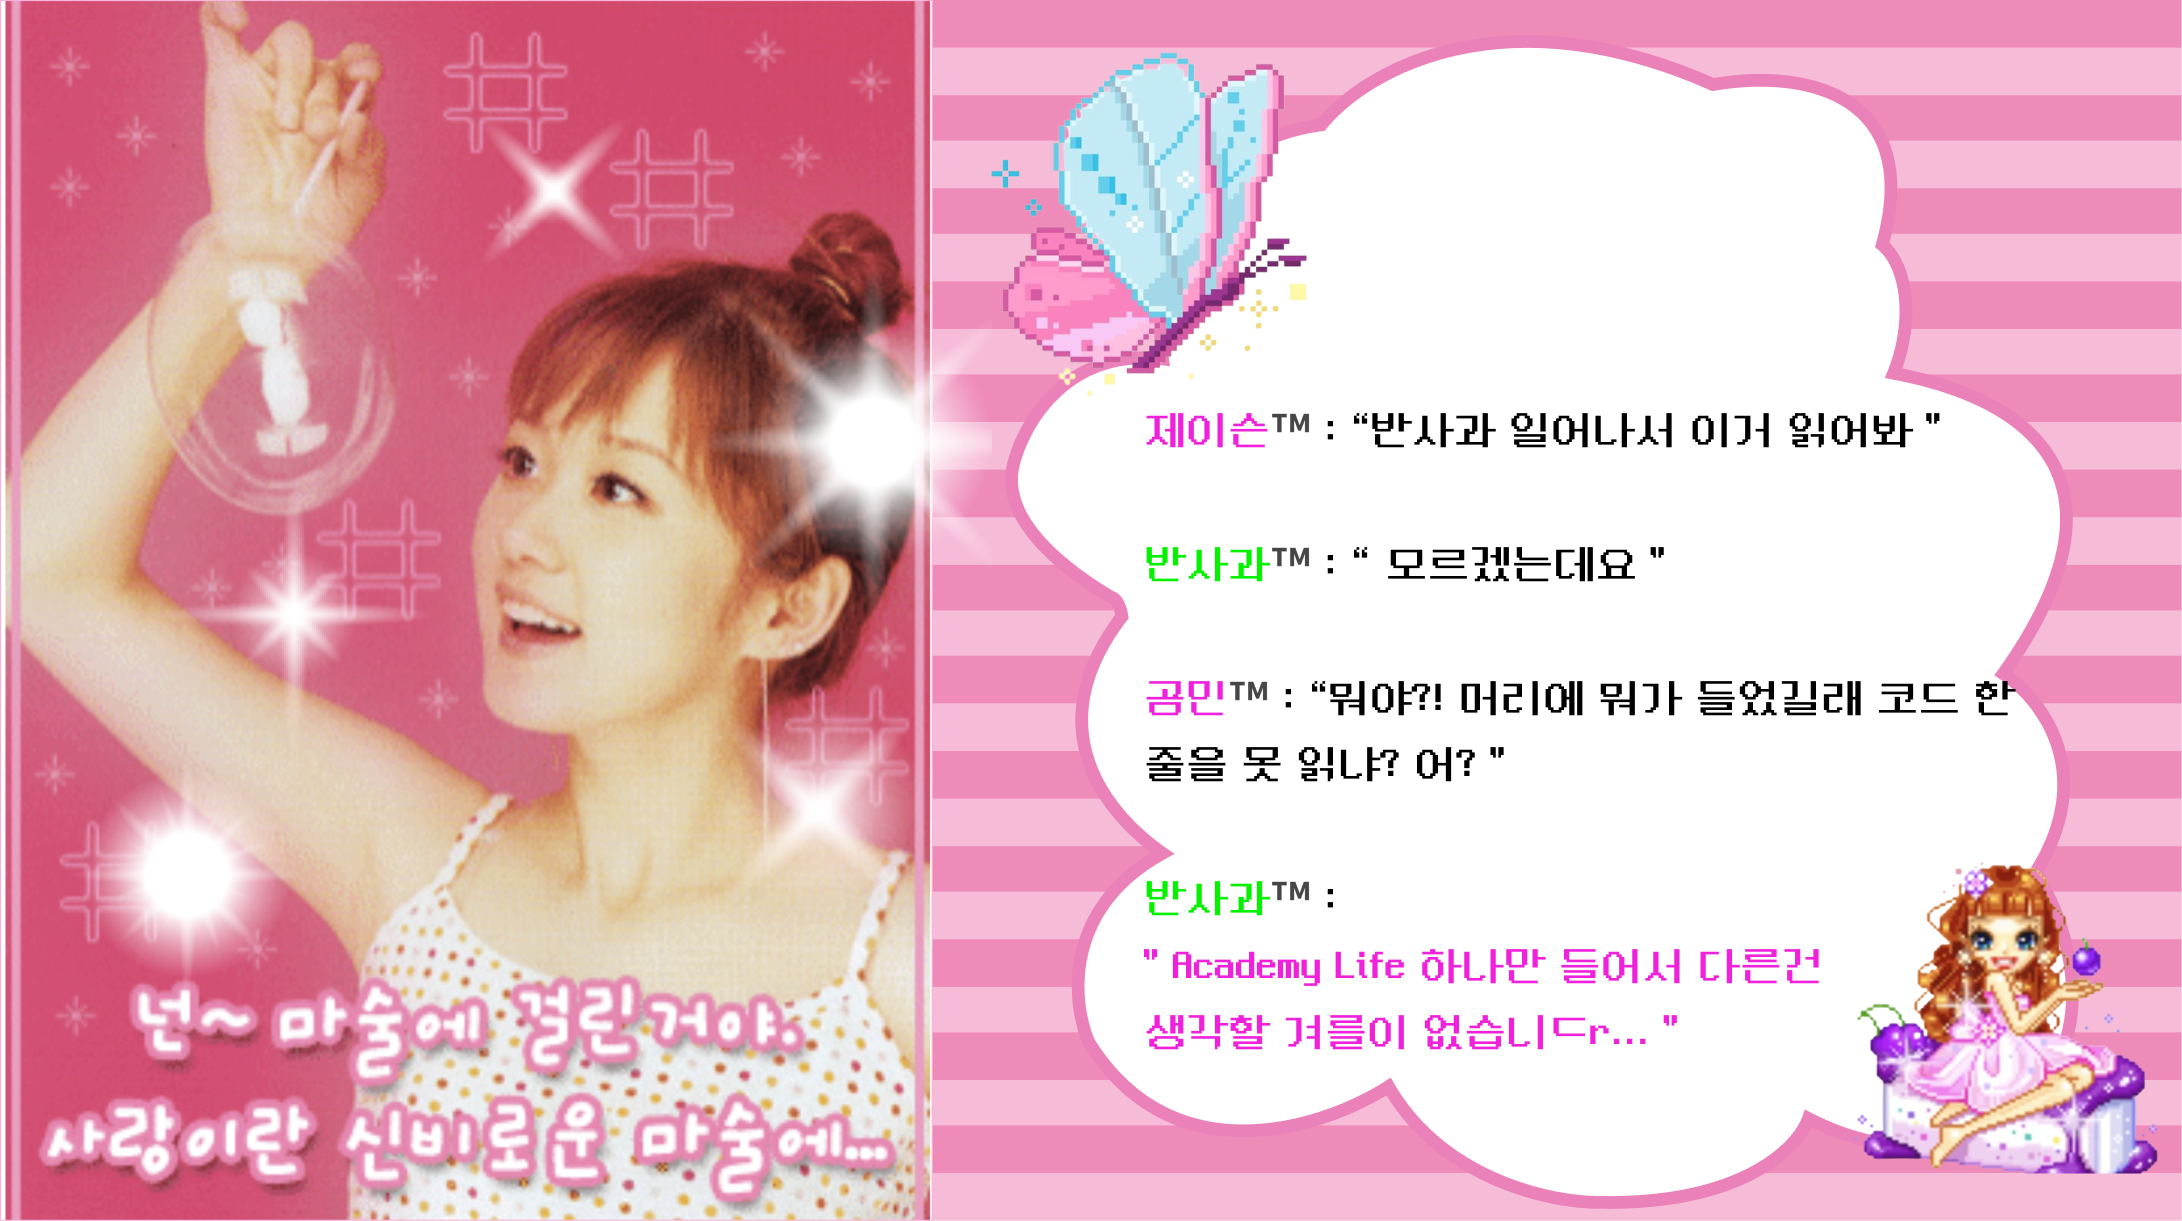 넌~ 마술에 걸린거야.
사랑이란 신비로운 마술에...
제이슨™ : “반사과 일어나서 이거 읽어봐 "
반사과™ : “ 모르겠는데요 "
곰민™ : “뭐야?! 머리에 뭐가 들었길래 코드 한
줄을 못 읽냐? 어? "
반사과™ :
" Academy Life 하나만 들어서 다른건
생각할 겨를이 없습니ㄷr... "